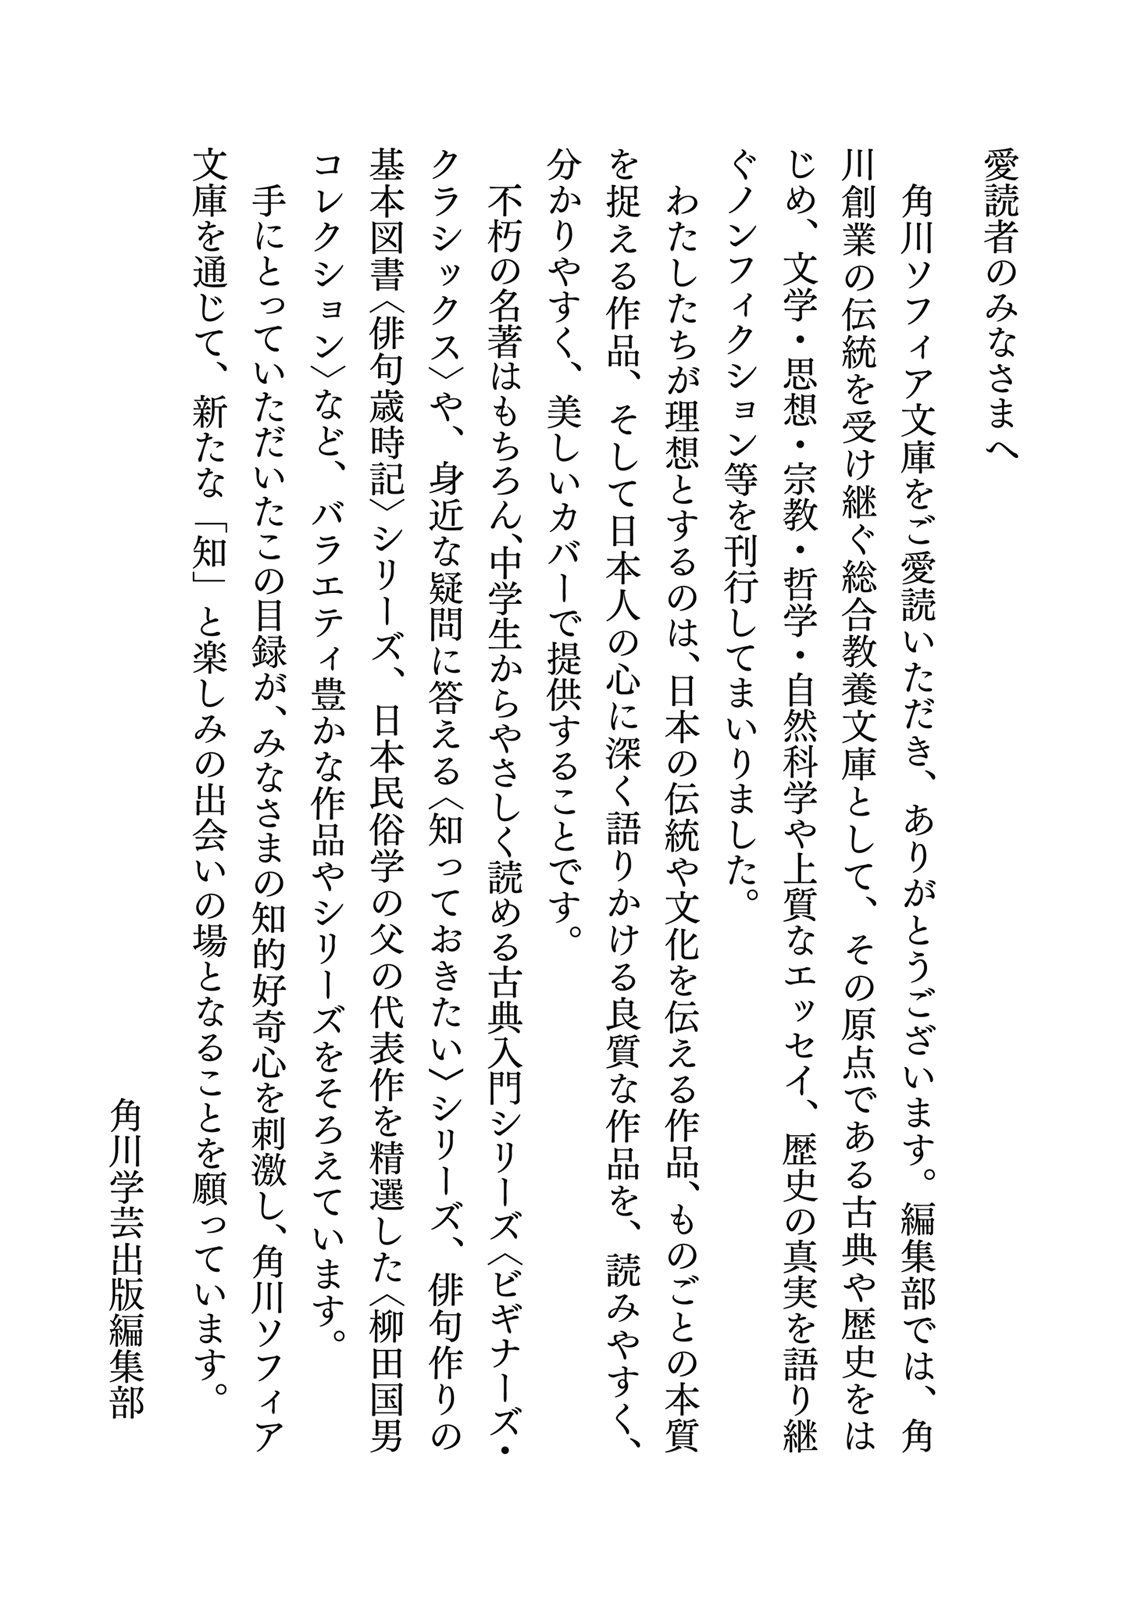 愛読者のみなさまへ
角川ソフィア文庫をご愛読いただき、ありがとうございます。編集部では、角
川創業の伝統を受け継ぐ総合教養文庫として、その原点である古典や歴史をは
じめ、文学・思想・宗教・哲学・自然科学や上質なエッセイ、歴史の真実を語り継
ぐノンフィクション等を刊行してまいりました。
わたしたちが理想とするのは、日本の伝統や文化を伝える作品、ものごとの本質
を捉える作品、そして日本人の心に深く語りかける良質な作品を、読みやすく、
分かりやすく、美しいカバーで提供することです。
不朽の名著はもちろん、中学生からやさしく読める古典入門シリーズ〈ビギナーズ・
クラシックス〉や、身近な疑問に答える〈知っておきたい〉シリーズ、俳句作りの
基本図書〈俳句歳時記〉シリーズ、日本民俗学の父の代表作を精選した〈柳田国男
コレクション〉など、バラエティ豊かな作品やシリーズをそろえています。
手にとっていただいたこの目録が、みなさまの知的好奇心を刺激し、角川ソフィア
文庫を通じて、新たな「知」と楽しみの出会いの場となることを願っています。
角川学芸出版編集部